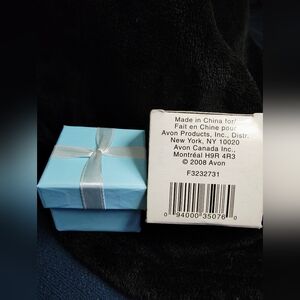 Made in China for/
Fait en Chine pour
Avon Products, Inc., Distr.
New York, NY 10020
Avon Canada Inc.,
Montréal H9R 4R3
© 2008 Avon
F3232731
0 94000 35076 0